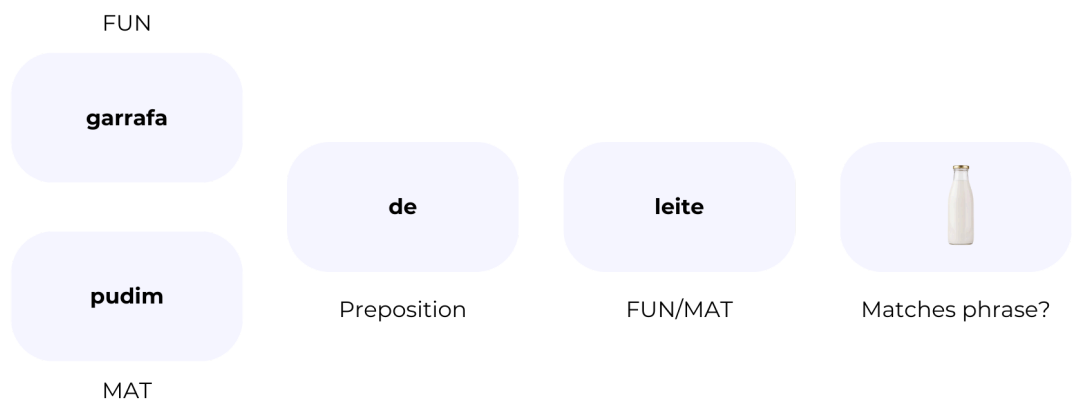 FUN
garrafa
pudim
MAT
de
Preposition
leite
FUN/MAT
Matches phrase?